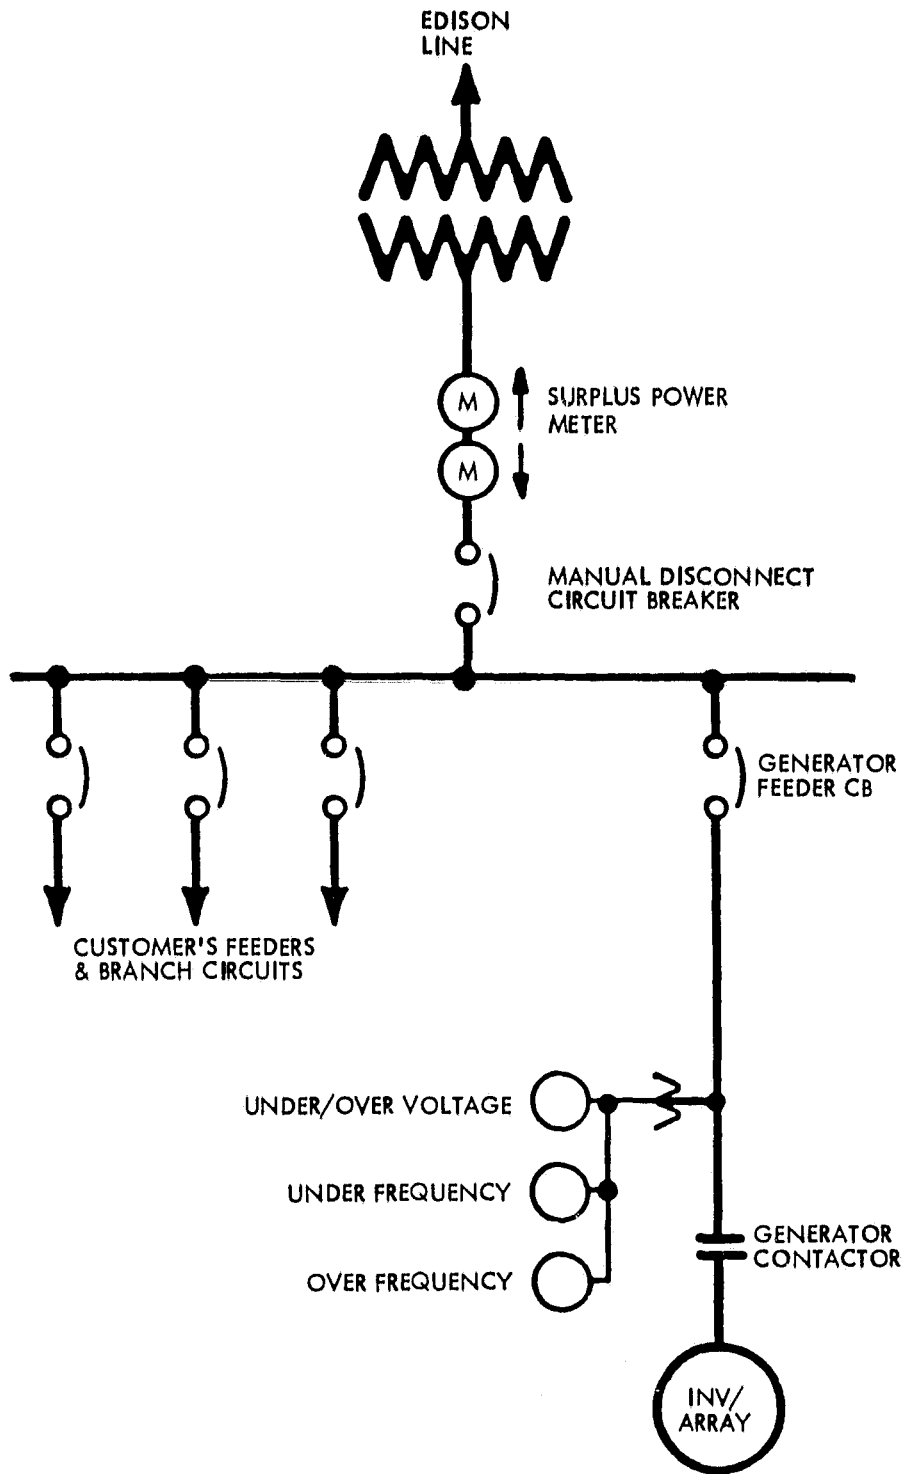 EDISON
LINE
M
SURPLUS POWER
METER
M
MANUAL DISCONNECT
CIRCUIT BREAKER
GENERATOR
FEEDER CB
CUSTOMER'S FEEDERS
& BRANCH CIRCUITS
UNDER/OVER VOLTAGE
UNDER FREQUENCY
GENERATOR
CONTACTOR
OVER FREQUENCY
INV/
ARRAY